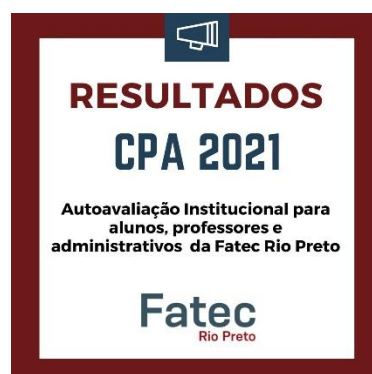 RESULTADOS
CPA 2021
Autoavaliação Institucional para
alunos, professores e
administrativos da Fatec Rio Preto
Fatec
Rio Preto